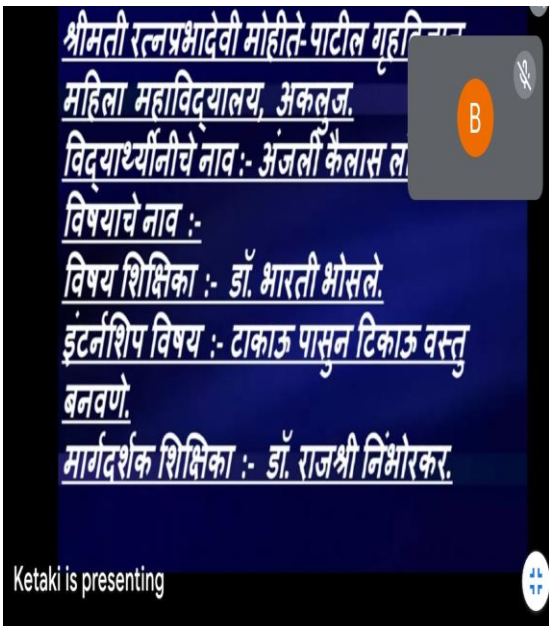 श्रीमती रत्नप्रभादेवी मोहीते-पाटील
महिला महाविद्यालय, अकलुज.
विद्यार्थ्यीनीचे नाव :- अंजली कैलास
विषयाचे नाव :-
विषय शिक्षिका :- डॉ. भारती भोसले.
इंटर्नशिप विषय :- टाकाऊ पासुन टिकाऊ वस्तु
बनवणे.
मार्गदर्शक शिक्षिका :- डॉ. राजश्री निंभोरकर.
B
Ketaki is presenting